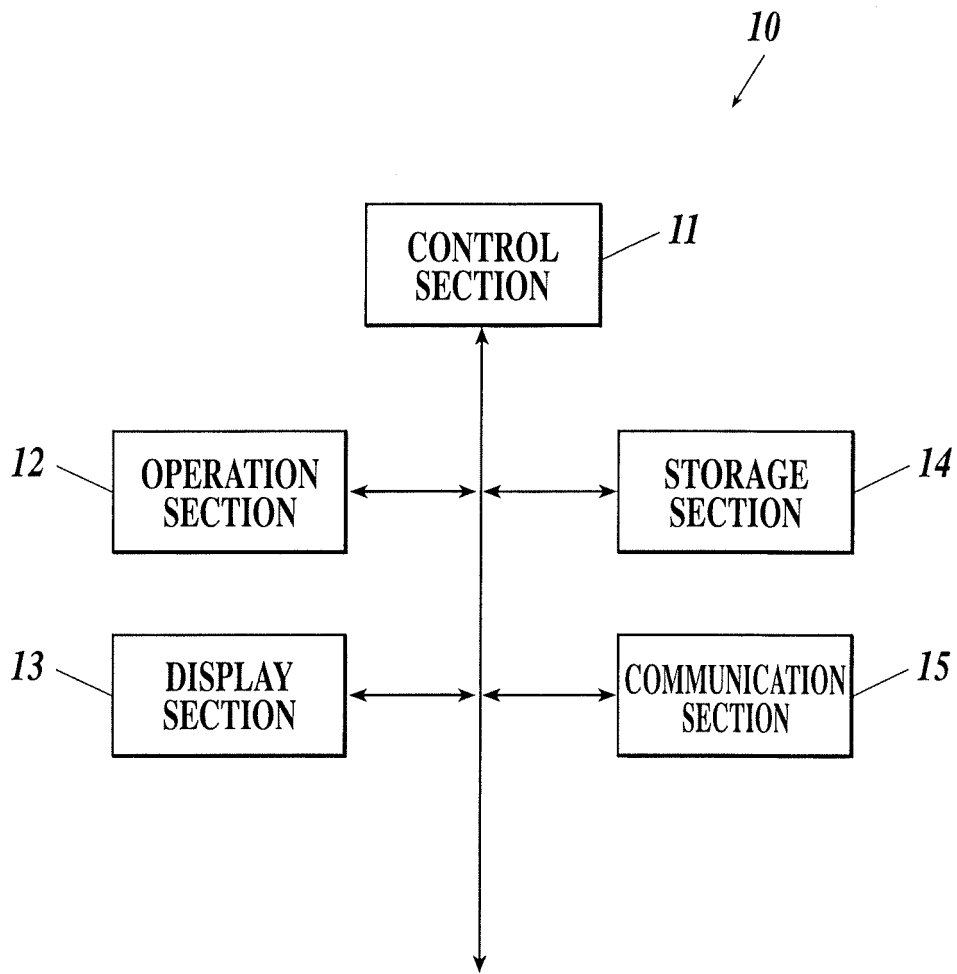 10
CONTROL
SECTION
11
12
OPERATION
SECTION
STORAGE
SECTION
14
13
DISPLAY
SECTION
COMMUNICATION
SECTION
15